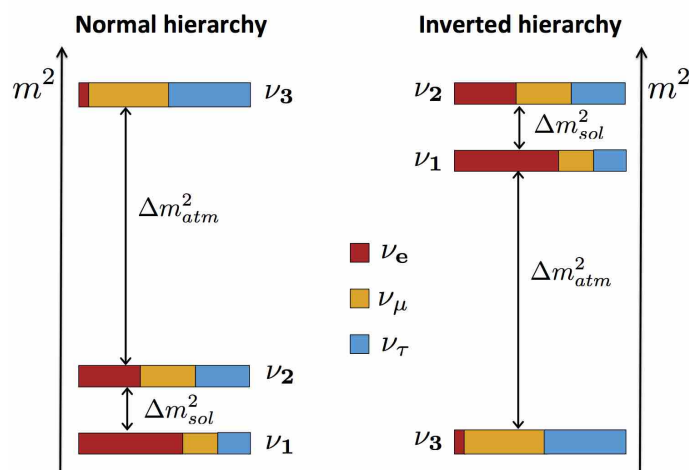 Normal hierarchy
m²
ν₃
Δm²ₐₜₘ
ν₂
Δm²ₛₒₗ
ν₁
νₑ
ν_μ
ν_τ
Inverted hierarchy
m²
ν₂
Δm²ₛₒₗ
ν₁
Δm²ₐₜₘ
ν₃